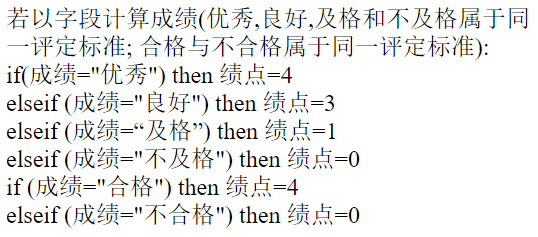 若以字段计算成绩(优秀,良好,及格和不及格属于同
一评定标准; 合格与不合格属于同一评定标准):
if(成绩="优秀") then 绩点=4
elseif (成绩="良好") then 绩点=3
elseif (成绩=“及格”) then 绩点=1
elseif (成绩="不及格") then 绩点=0
if (成绩="合格") then 绩点=4
elseif (成绩="不合格") then 绩点=0